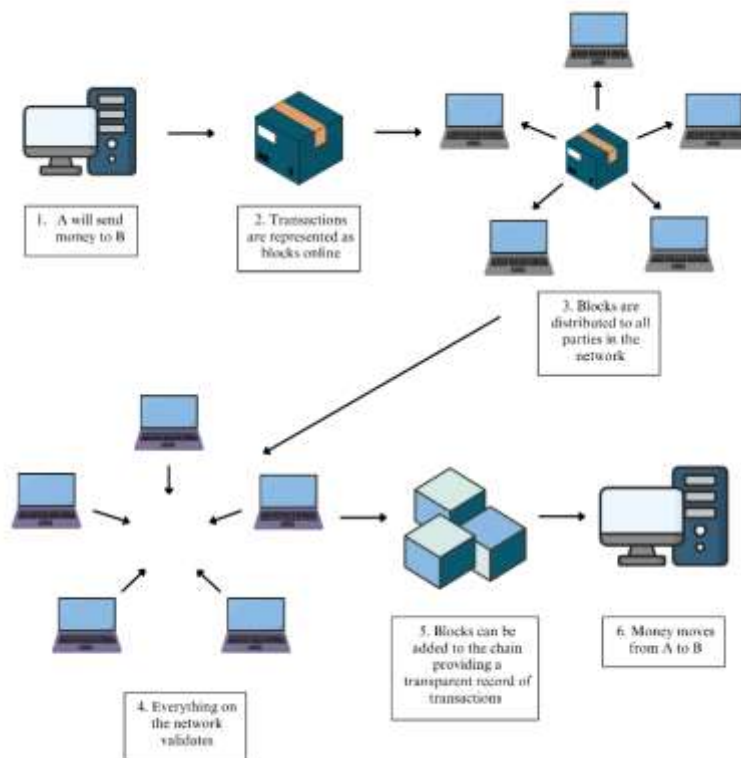 1. A will send
money to B
2. Transactions
are represented as
blocks online
3. Blocks are
distributed to all
parties in the
network
4. Everything on
the network
validates
5. Blocks can be
added to the chain
providing a
transparent record of
transactions
6. Money moves
from A to B